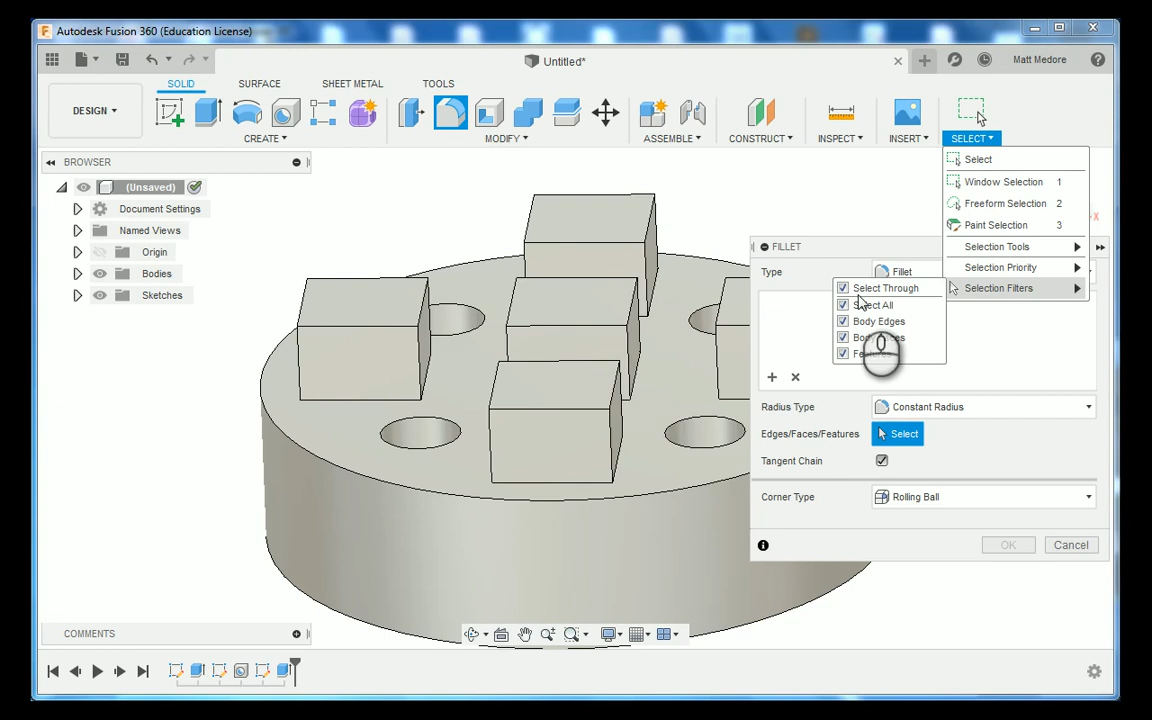 Autodesk Fusion 360 (Education License)
Untitled*
Matt Medore
SOLID
SURFACE
SHEET METAL
TOOLS
DESIGN
CREATE
MODIFY
ASSEMBLE
CONSTRUCT
INSPECT
INSERT
SELECT
BROWSER
(Unsaved)
Document Settings
Named Views
Origin
Bodies
Sketches
Select
Window Selection 1
Freeform Selection 2
Paint Selection 3
Selection Tools
Selection Priority
Selection Filters
X
FILLET
Type
Fillet
Select Through
Body Edges
Radius Type
Constant Radius
Edges/Faces/Features
Select
Tangent Chain
Corner Type
Rolling Ball
OK
Cancel
COMMENTS